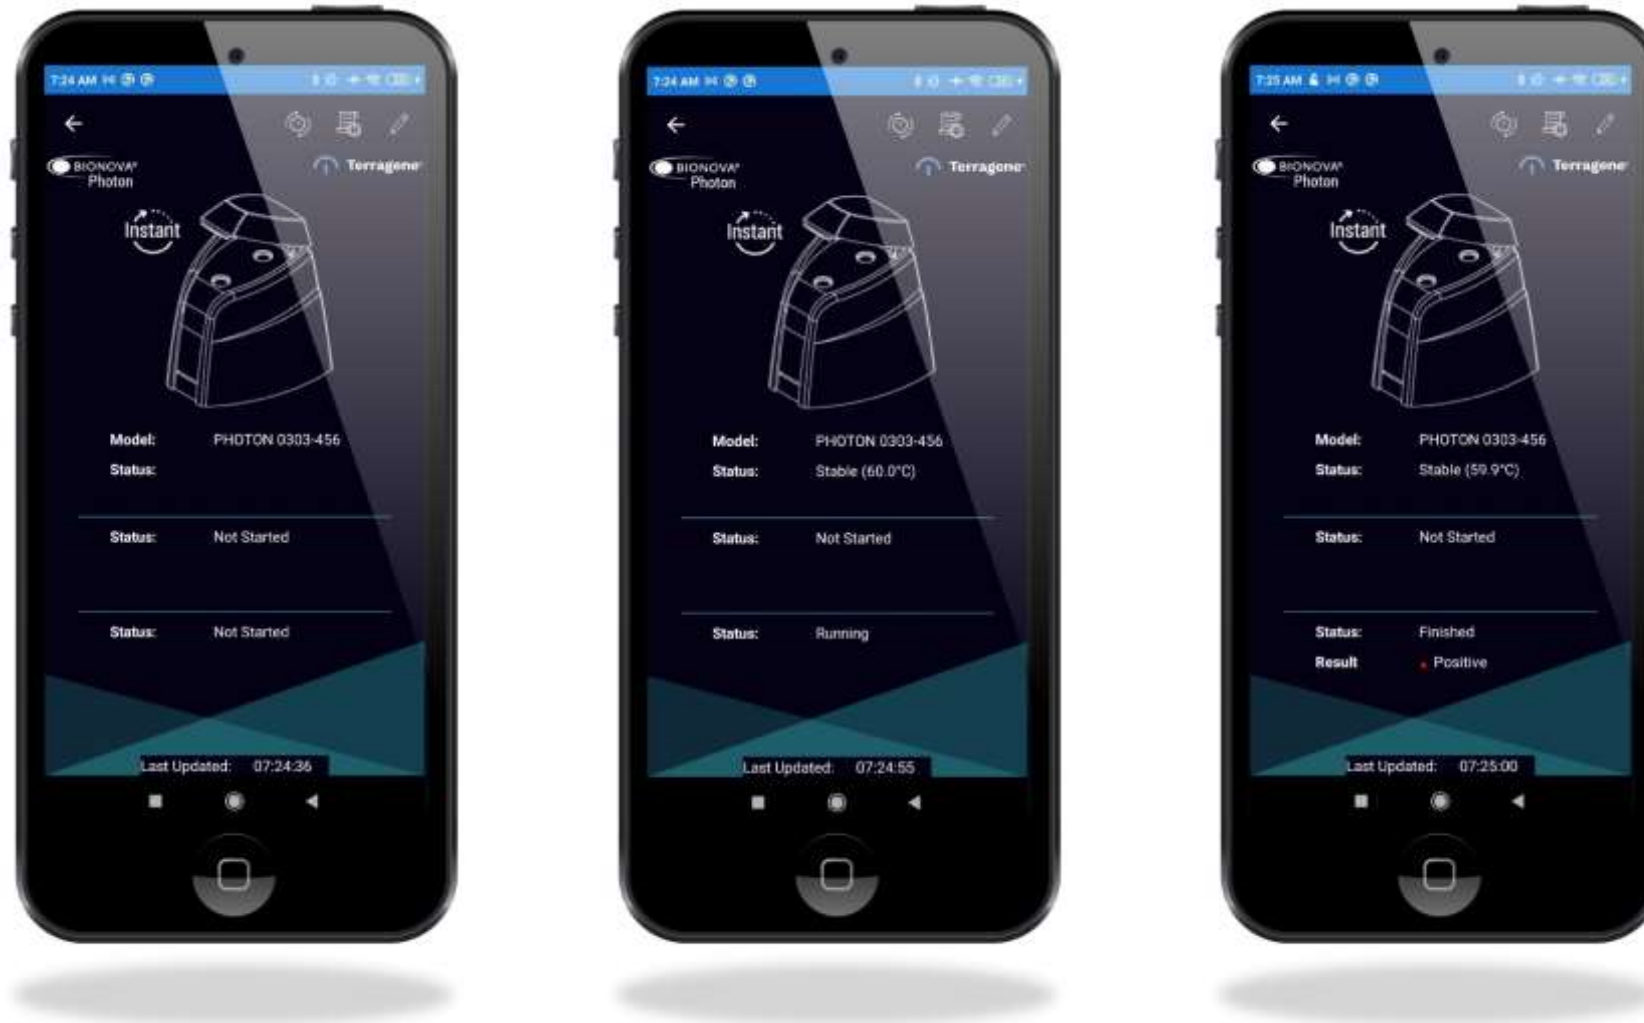 7:24 AM
BIONOVA®
Photon
Terragene
Instant
Model: PHOTON 0303-456
Status:
Status: Not Started
Status: Not Started
Last Updated: 07:24:36
7:24 AM
BIONOVA®
Photon
Terragene
Instant
Model: PHOTON 0303-456
Status: Stable (60.0°C)
Status: Not Started
Status: Running
Last Updated: 07:24:55
7:25 AM
BIONOVA®
Photon
Terragene
Instant
Model: PHOTON 0303-456
Status: Stable (59.9°C)
Status: Not Started
Status: Finished
Result Positive
Last Updated: 07:25:00